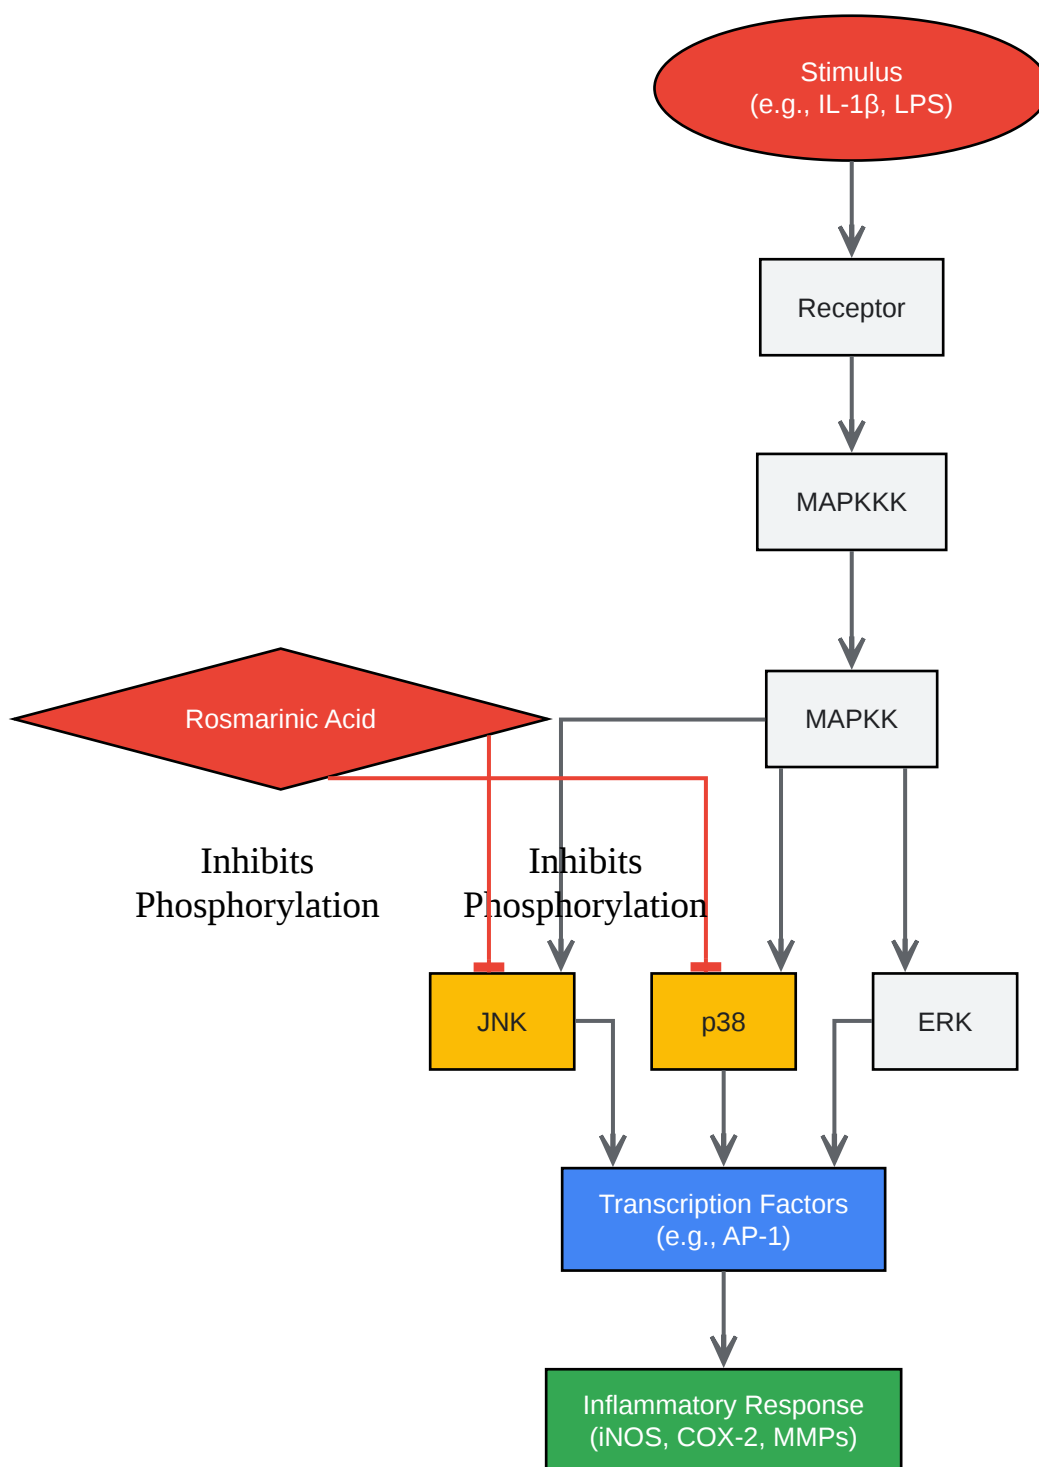 Stimulus
(e.g., IL-1β, LPS)
Receptor
MAPKKK
Rosmarinic Acid
MAPKK
Inhibits
Phosphorylation
Inhibits
Phosphorylation
JNK
p38
ERK
Transcription Factors
(e.g., AP-1)
Inflammatory Response
(iNOS, COX-2, MMPs)